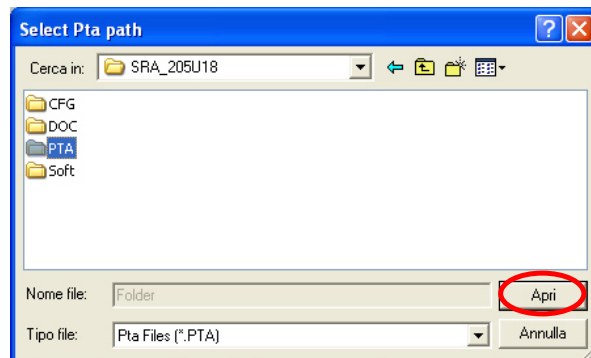 Select Pta path
Cerca in: SRA_205U18
CFG
DOC
PTA
Soft
Nome file: Folder Apri
Tipo file: Pta Files (*.PTA) Annulla